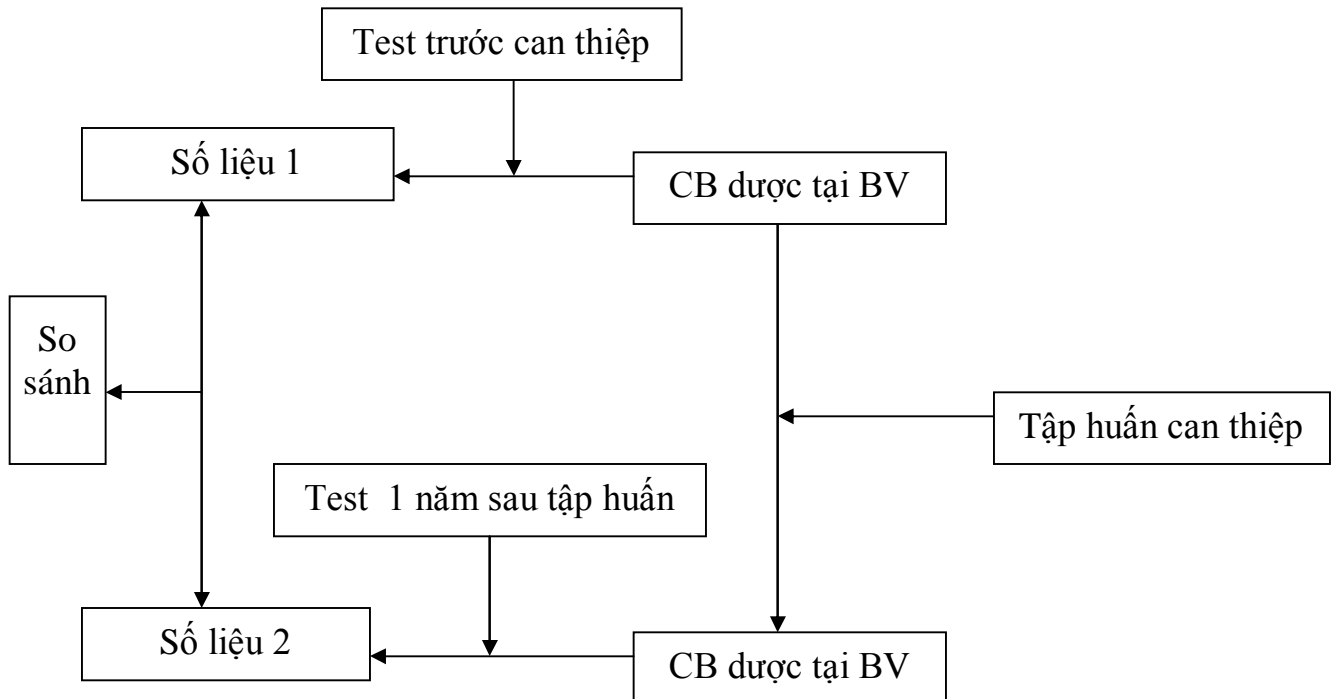 Test trước can thiệp
Số liệu 1
CB dược tại BV
So
sánh
Tập huấn can thiệp
Test 1 năm sau tập huấn
Số liệu 2
CB dược tại BV